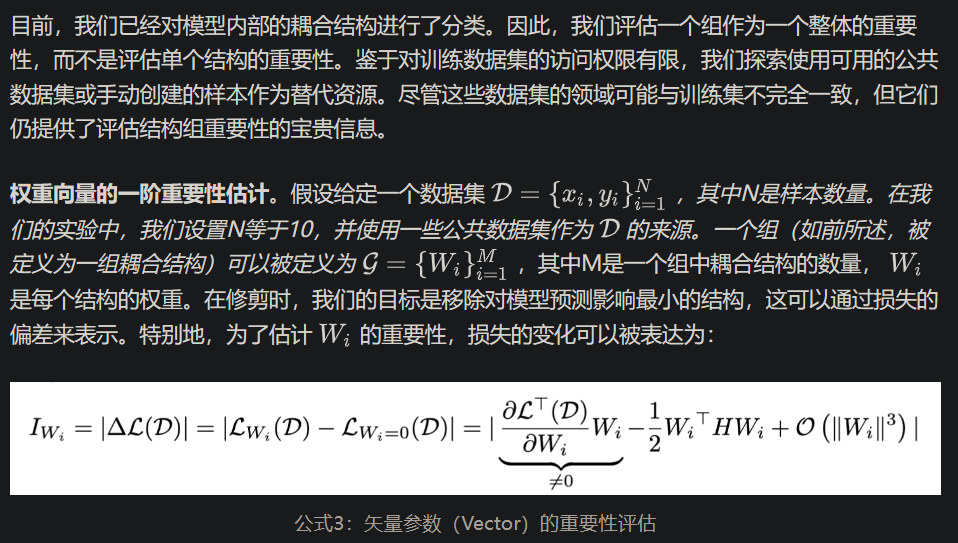 目前，我们已经对模型内部的耦合结构进行了分类。因此，我们评估一个组作为一个整体的重要
性，而不是评估单个结构的重要性。鉴于对训练数据集的访问权限有限，我们探索使用可用的公共
数据集或手动创建的样本作为替代资源。尽管这些数据集的领域可能与训练集不完全一致，但它们
仍提供了评估结构组重要性的宝贵信息。
权重向量的一阶重要性估计。假设给定一个数据集 $\mathcal{D} = \{x_i, y_i\}_{i=1}^{N}$ ，其中N是样本数量。在我
们的实验中，我们设置N等于10，并使用一些公共数据集作为 $\mathcal{D}$ 的来源。一个组（如前所述，被
定义为一组耦合结构）可以被定义为 $\mathcal{G} = \{W_i\}_{i=1}^{M}$ ，其中M是一个组中耦合结构的数量， $W_i$
是每个结构的权重。在修剪时，我们的目标是移除对模型预测影响最小的结构，这可以通过损失的
偏差来表示。特别地，为了估计 $W_i$ 的重要性，损失的变化可以被表达为：
$I_{W_i} = |\Delta\mathcal{L}(\mathcal{D})| = |\mathcal{L}_{W_i}(\mathcal{D}) - \mathcal{L}_{W_i=0}(\mathcal{D})| = |\underbrace{\frac{\partial\mathcal{L}^{\top}(\mathcal{D})}{\partial W_i}W_i}_{\neq 0} - \frac{1}{2}{W_i}^{\top}HW_i + \mathcal{O}\left(\|W_i\|^3\right)|$
公式3：矢量参数（Vector）的重要性评估